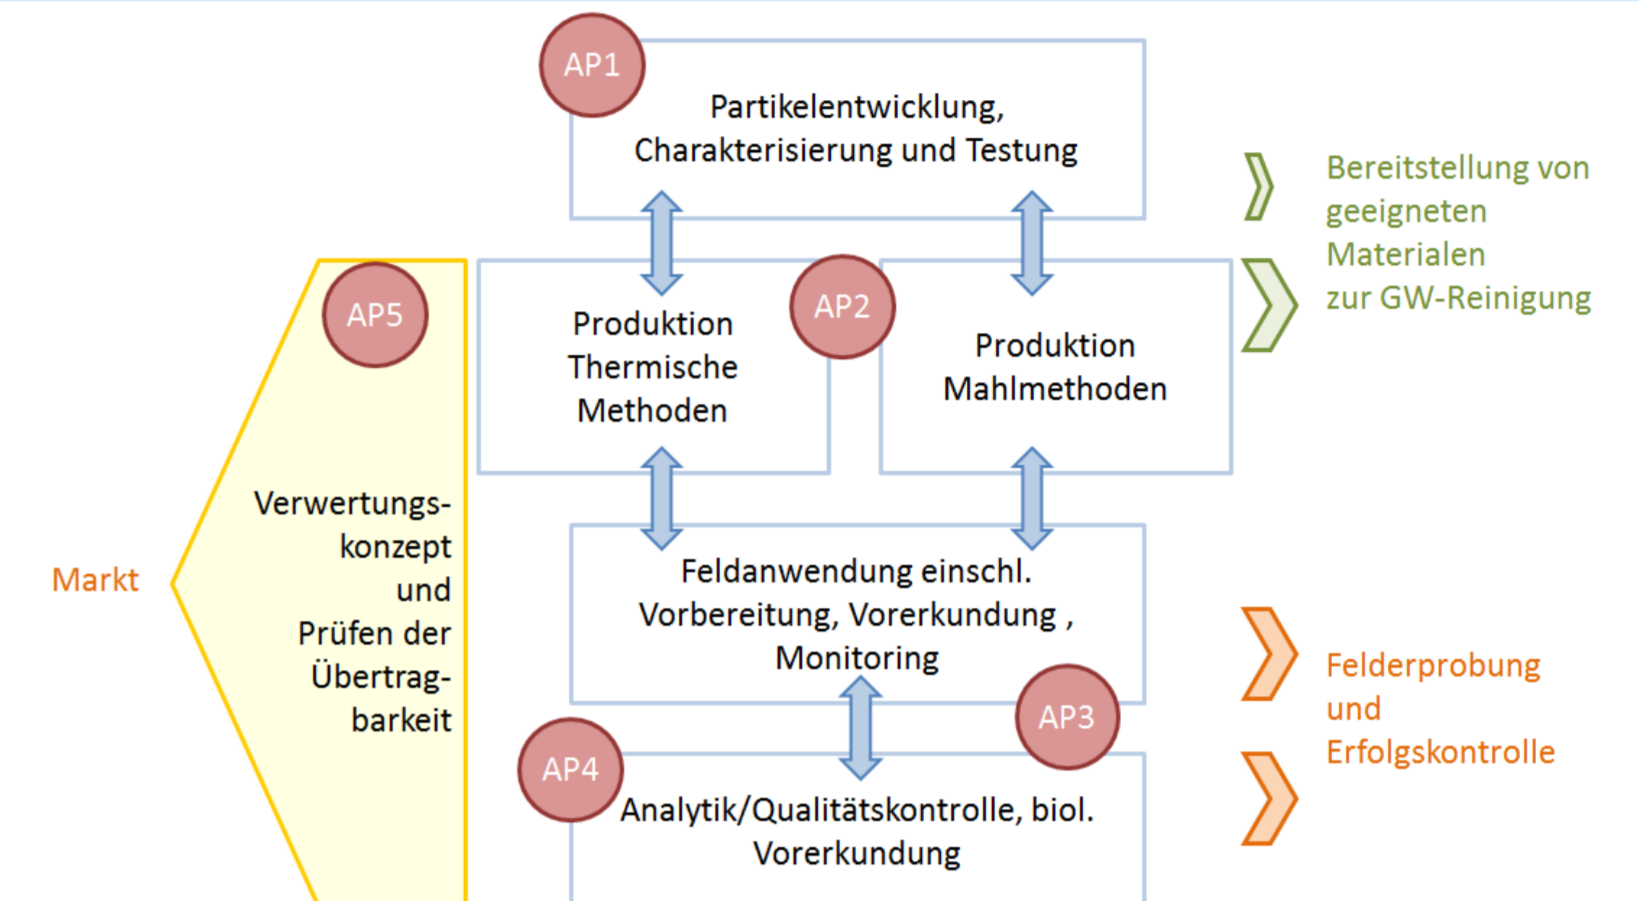 AP1
Partikelentwicklung,
Charakterisierung und Testung
Bereitstellung von
geeigneten
Materialen
zur GW-Reinigung
AP5
AP2
Produktion
Thermische
Methoden
Produktion
Mahlmethoden
Verwertungs-
konzept
und
Prüfen der
Übertrag-
barkeit
Markt
Feldanwendung einschl.
Vorbereitung, Vorerkundung ,
Monitoring
AP3
Felderprobung
und
Erfolgskontrolle
AP4
Analytik/Qualitätskontrolle, biol.
Vorerkundung